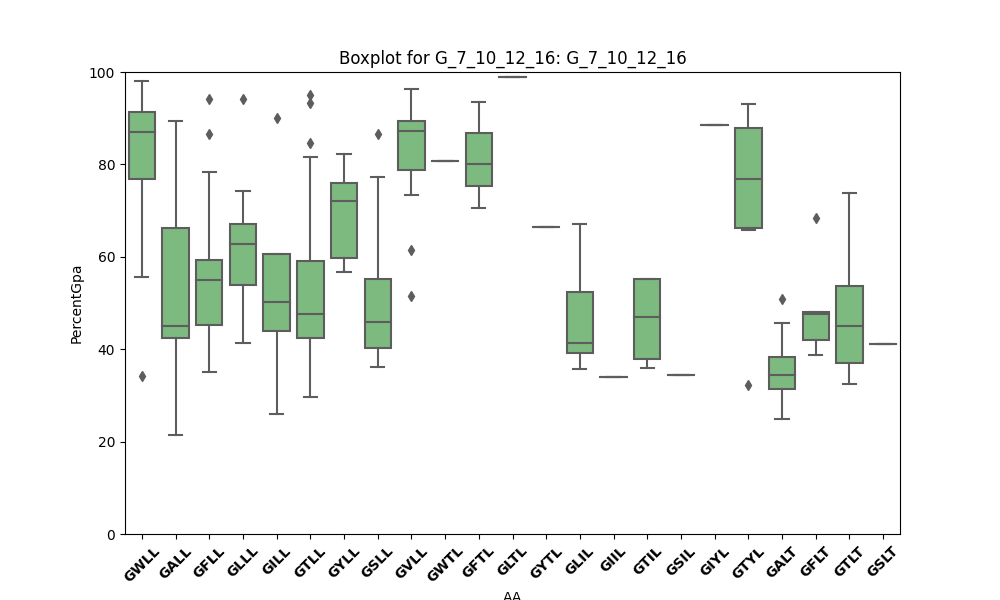 Boxplot for G_7_10_12_16: G_7_10_12_16
100
80
60
40
20
0
PercentGpa
GWLL GALL GFLL GLLL GILL GTLL GYLL GSLL GVLL GWTL GFTL GLTL GYTL GLIL GIIL GTIL GSIL GIYL GTYL GALT GFLT GTLT GSLT
AA